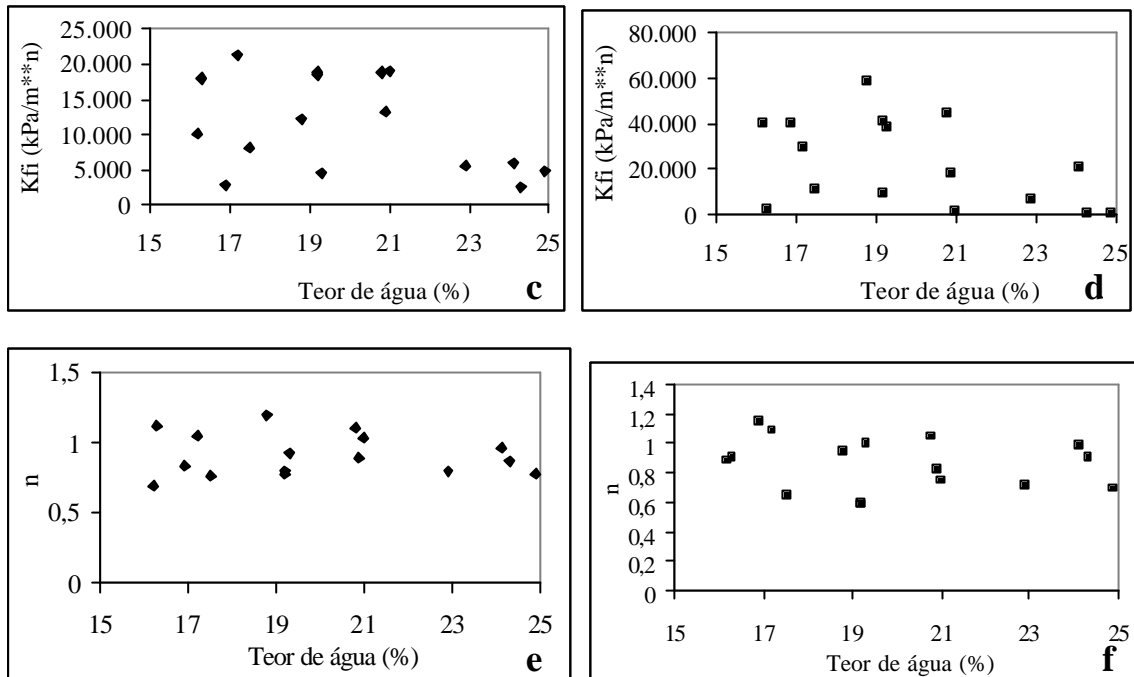 Kfi (kPa/m**n)
25.000
20.000
15.000
10.000
5.000
0
15 17 19 21 23 25
Teor de água (%)
c
Kfi (kPa/m**n)
80.000
60.000
40.000
20.000
0
15 17 19 21 23 25
Teor de água (%)
d
n
1,5
1
0,5
0
15 17 19 21 23 25
Teor de água (%)
e
n
1,4
1,2
1
0,8
0,6
0,4
0,2
0
15 17 19 21 23 25
Teor de água (%)
f